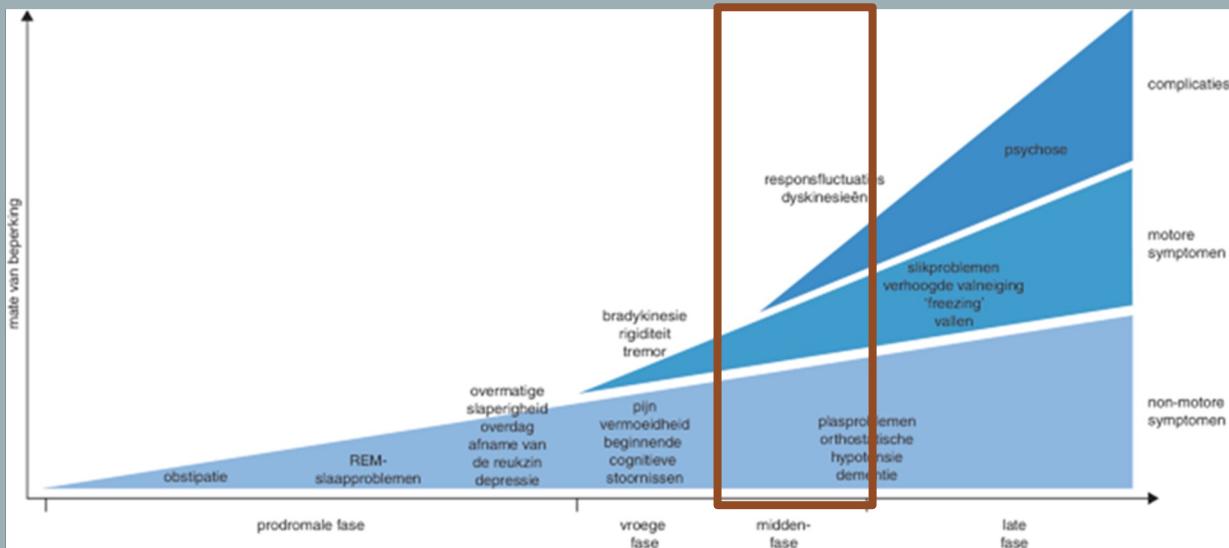 mate van beperking
complicaties
psychose
responsfluctuaties
dyskinesieën
motore
symptomen
slikproblemen
verhoogde valneiging
'freezing'
vallen
bradykinesie
rigiditeit
tremor
non-motore
symptomen
overmatige
slaperigheid
overdag
afname van
de reukzin
depressie
pijn
vermoeidheid
beginnende
cognitieve
stoornissen
plasproblemen
orthostatische
hypotensie
dementie
obstipatie
REM-
slaapproblemen
prodromale fase
vroege
fase
midden-
fase
late
fase